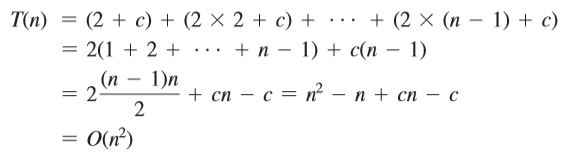 T(n) = (2 + c) + (2 × 2 + c) + ··· + (2 × (n − 1) + c)
= 2(1 + 2 + ··· + n − 1) + c(n − 1)
= 2 (n − 1)n / 2 + cn − c = n² − n + cn − c
= O(n²)